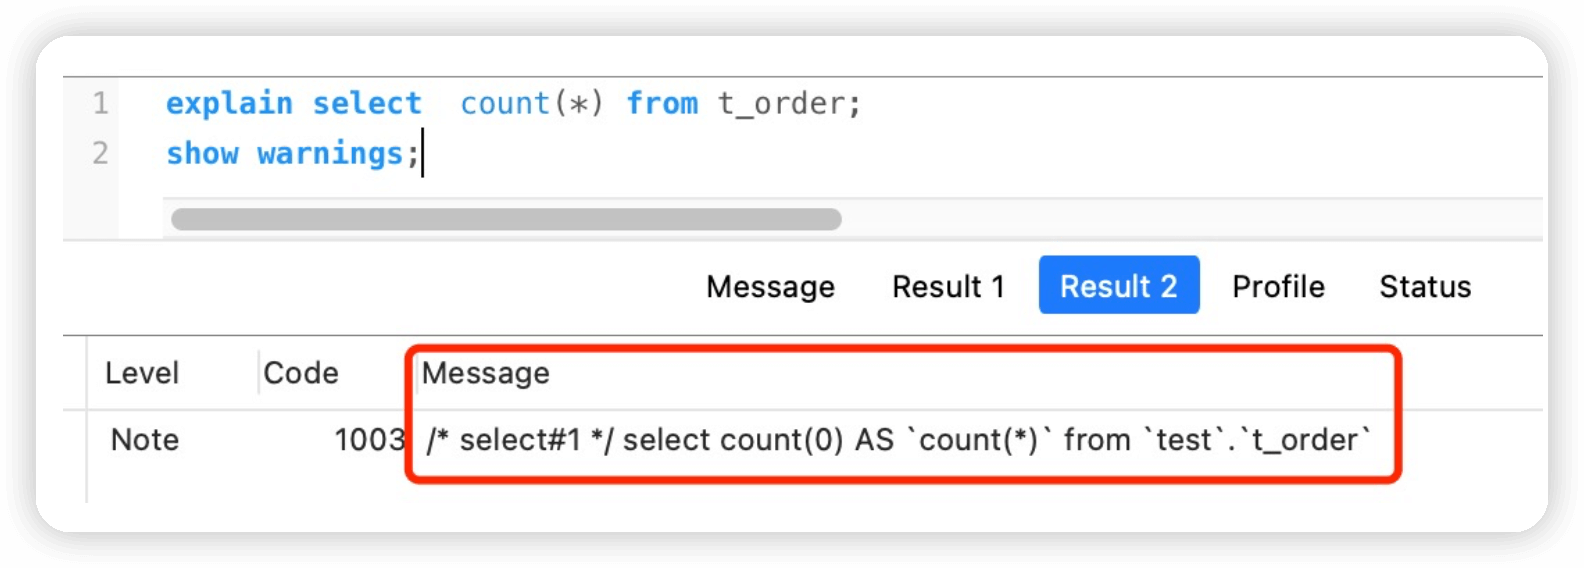 1 explain select  count(*) from t_order;
2 show warnings;
Message Result 1 Result 2 Profile Status
Level Code Message
Note 1003 /* select#1 */ select count(0) AS `count(*)` from `test`.`t_order`